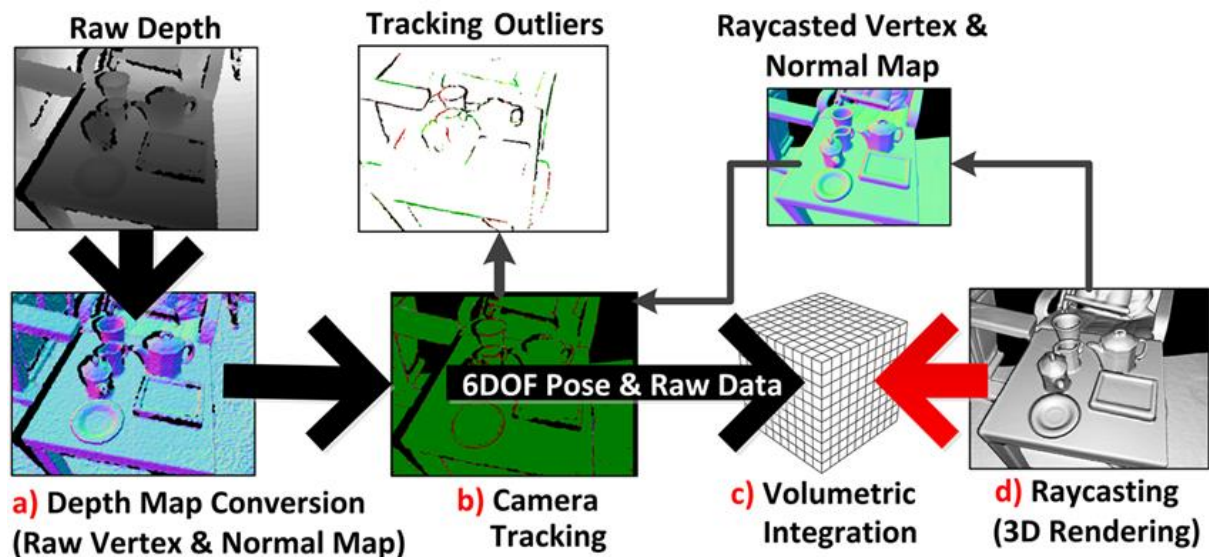 Raw Depth
Tracking Outliers
Raycasted Vertex &
Normal Map
6DOF Pose & Raw Data
a) Depth Map Conversion
(Raw Vertex & Normal Map)
b) Camera
Tracking
c) Volumetric
Integration
d) Raycasting
(3D Rendering)